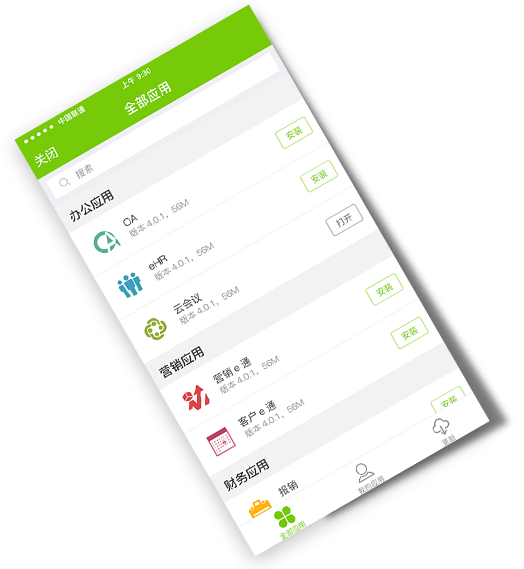 中国联通 上午 9:30
关闭 全部应用
搜索
办公应用
OA 安装
版本 4.0.1，56M
eHR 安装
版本 4.0.1，56M
云会议 打开
版本 4.0.1，56M
营销应用
营销 e 通 安装
版本 4.0.1，56M
客户 e 通 安装
版本 4.0.1，56M
财务应用
报销 安装
全部应用 我的应用 更新